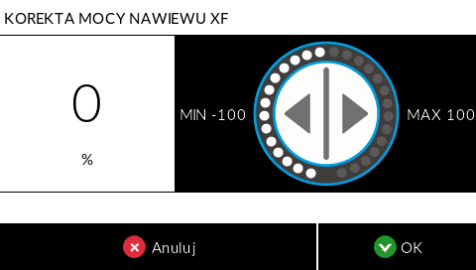 KOREKTA MOCY NAWIEWU XF
0
%
MIN -100
MAX 100
Anuluj
OK